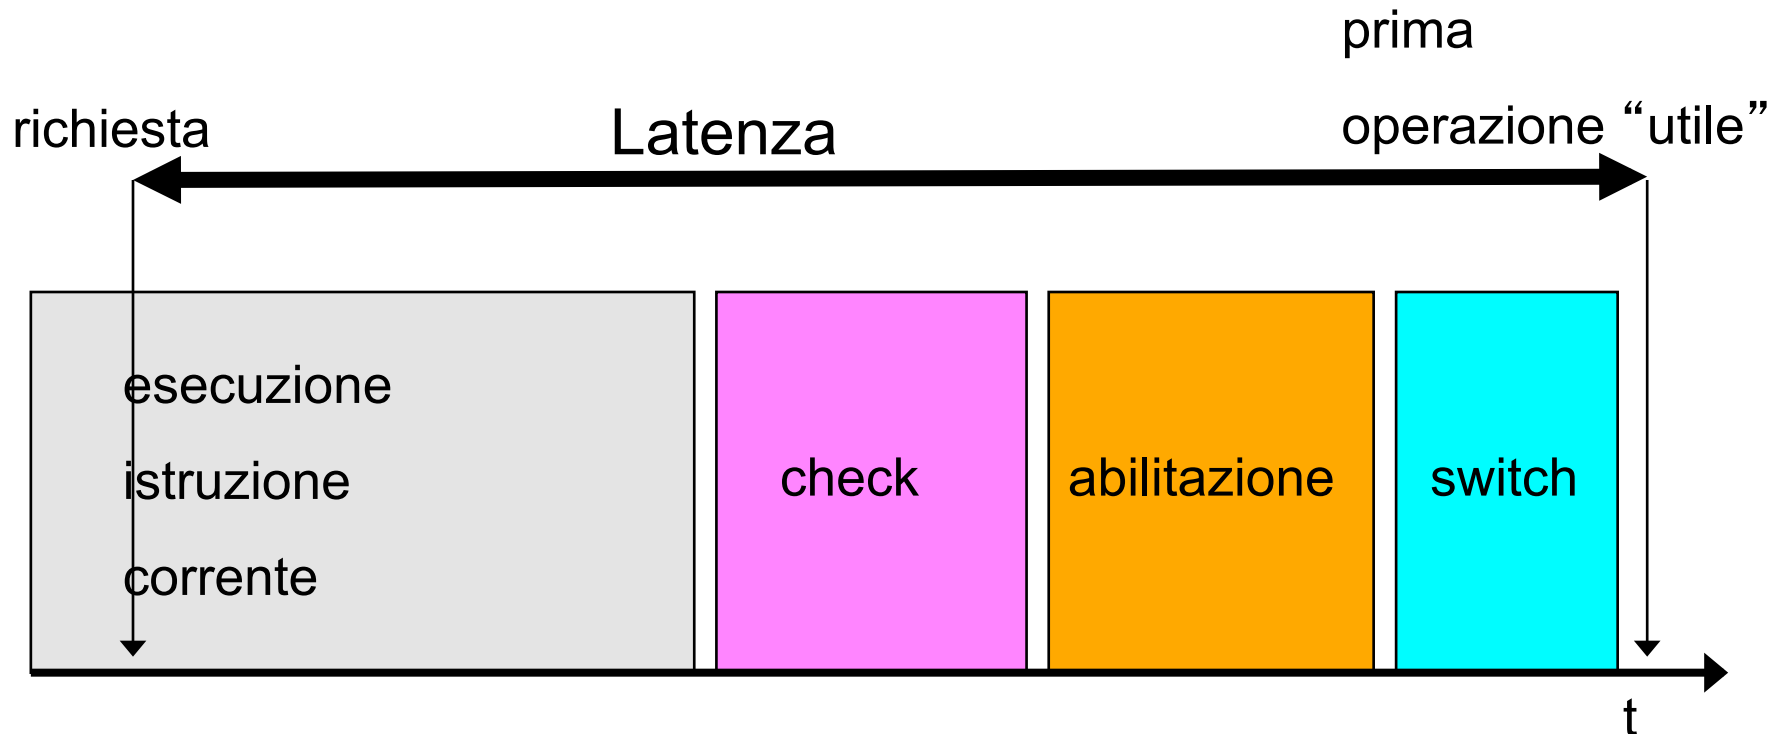 prima
operazione “utile”
richiesta
Latenza
esecuzione
istruzione
corrente
check
abilitazione
switch
t